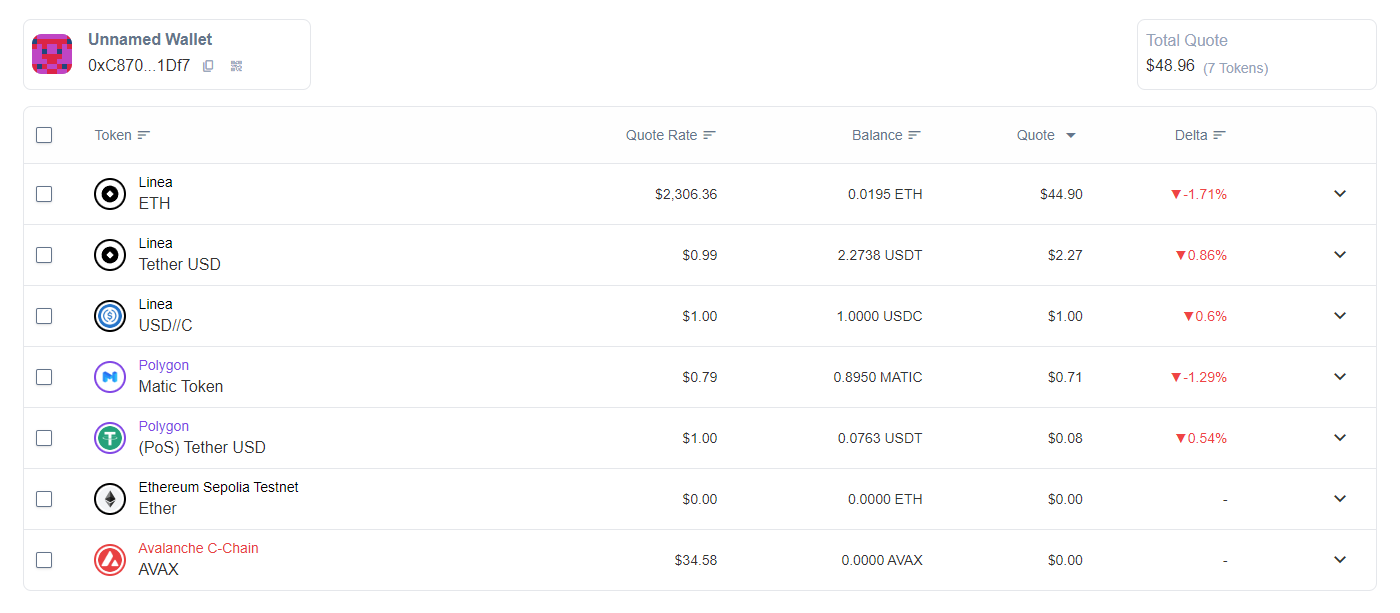 Unnamed Wallet
0xC870...1Df7
Total Quote
$48.96 (7 Tokens)
Token Quote Rate Balance Quote Delta
Linea
ETH $2,306.36 0.0195 ETH $44.90 ▼-1.71%
Linea
Tether USD $0.99 2.2738 USDT $2.27 ▼0.86%
Linea
USD//C $1.00 1.0000 USDC $1.00 ▼0.6%
Polygon
Matic Token $0.79 0.8950 MATIC $0.71 ▼-1.29%
Polygon
(PoS) Tether USD $1.00 0.0763 USDT $0.08 ▼0.54%
Ethereum Sepolia Testnet
Ether $0.00 0.0000 ETH $0.00 -
Avalanche C-Chain
AVAX $34.58 0.0000 AVAX $0.00 -